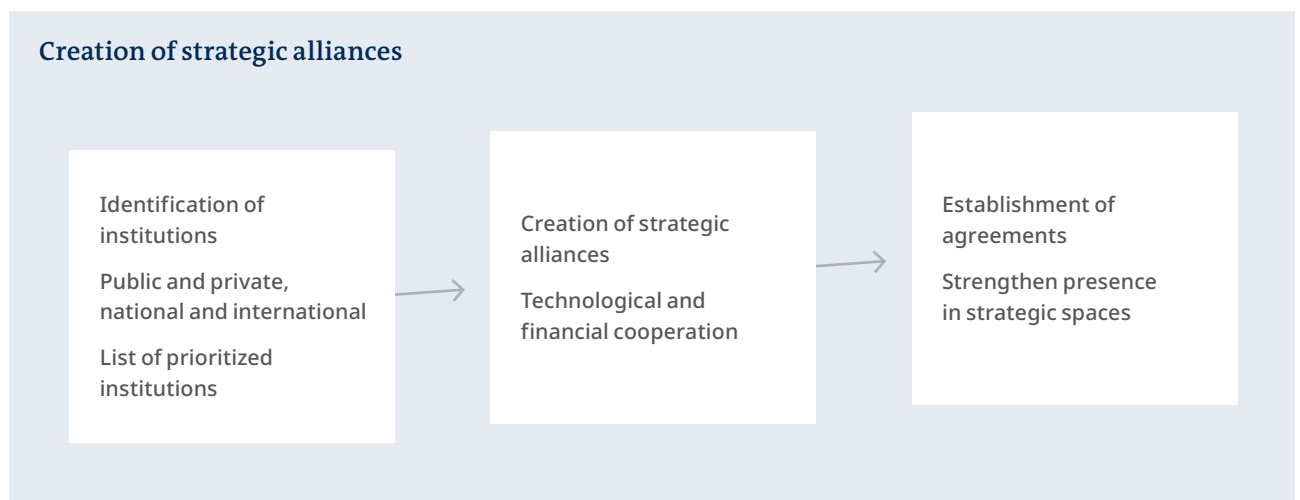 Creation of strategic alliances
Identification of
institutions
Public and private,
national and international
List of prioritized
institutions
Creation of strategic
alliances
Technological and
financial cooperation
Establishment of
agreements
Strengthen presence
in strategic spaces